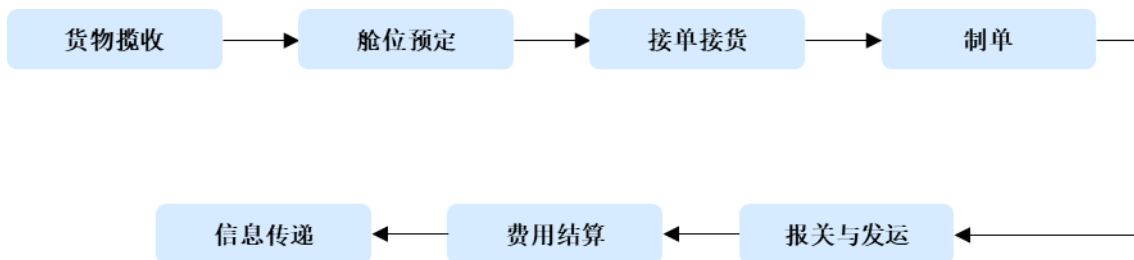 货物揽收
舱位预定
接单接货
制单
报关与发运
费用结算
信息传递